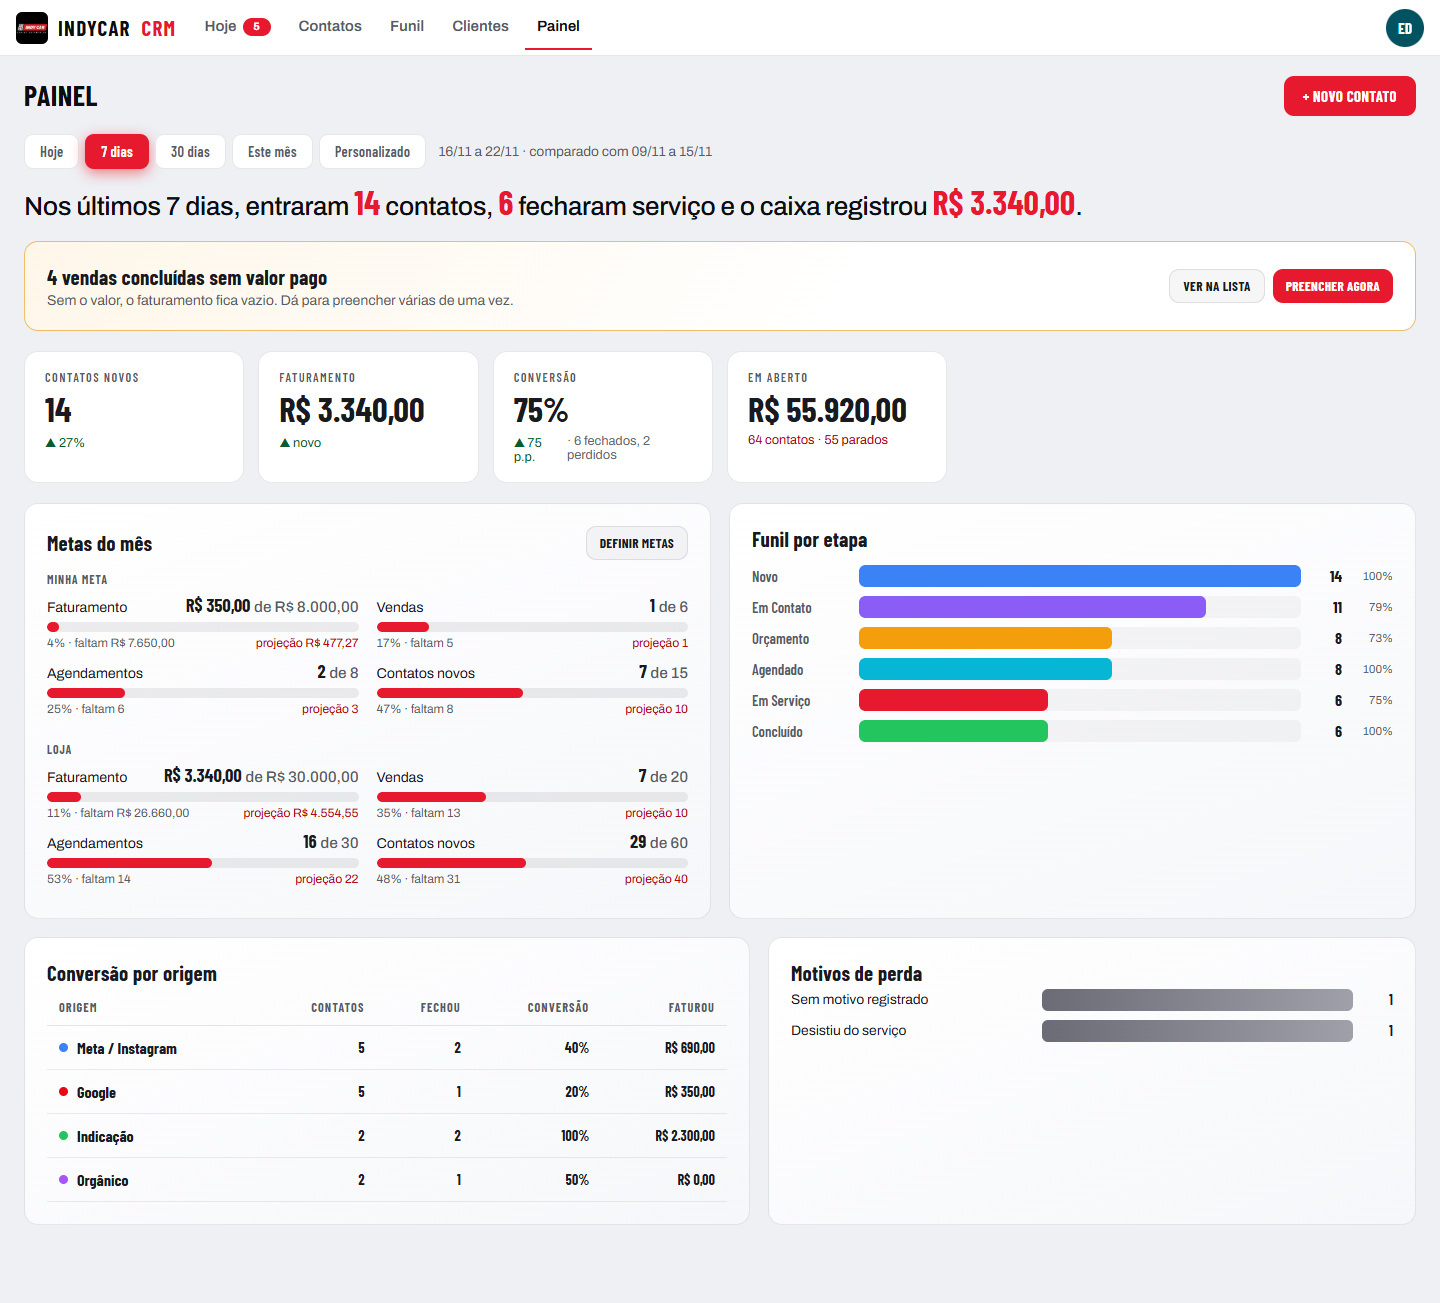 INDYCAR CRM
Hoje 5
Contatos
Funil
Clientes
Painel
ED
PAINEL
+ NOVO CONTATO
Hoje
7 dias
30 dias
Este mês
Personalizado
16/11 a 22/11 · comparado com 09/11 a 15/11
Nos últimos 7 dias, entraram 14 contatos, 6 fecharam serviço e o caixa registrou R$ 3.340,00.
4 vendas concluídas sem valor pago
Sem o valor, o faturamento fica vazio. Dá para preencher várias de uma vez.
VER NA LISTA
PREENCHER AGORA
CONTATOS NOVOS
14
▲ 27%
FATURAMENTO
R$ 3.340,00
▲ novo
CONVERSÃO
75%
▲ 75 p.p.
· 6 fechados, 2
perdidos
EM ABERTO
R$ 55.920,00
64 contatos · 55 parados
Metas do mês
DEFINIR METAS
MINHA META
Faturamento R$ 350,00 de R$ 8.000,00
4% · faltam R$ 7.650,00 projeção R$ 477,27
Vendas 1 de 6
17% · faltam 5 projeção 1
Agendamentos 2 de 8
25% · faltam 6 projeção 3
Contatos novos 7 de 15
47% · faltam 8 projeção 10
LOJA
Faturamento R$ 3.340,00 de R$ 30.000,00
11% · faltam R$ 26.660,00 projeção R$ 4.554,55
Vendas 7 de 20
35% · faltam 13 projeção 10
Agendamentos 16 de 30
53% · faltam 14 projeção 22
Contatos novos 29 de 60
48% · faltam 31 projeção 40
Funil por etapa
Novo 14 100%
Em Contato 11 79%
Orçamento 8 73%
Agendado 8 100%
Em Serviço 6 75%
Concluído 6 100%
Conversão por origem
ORIGEM CONTATOS FECHOU CONVERSÃO FATUROU
Meta / Instagram 5 2 40% R$ 690,00
Google 5 1 20% R$ 350,00
Indicação 2 2 100% R$ 2.300,00
Orgânico 2 1 50% R$ 0,00
Motivos de perda
Sem motivo registrado 1
Desistiu do serviço 1